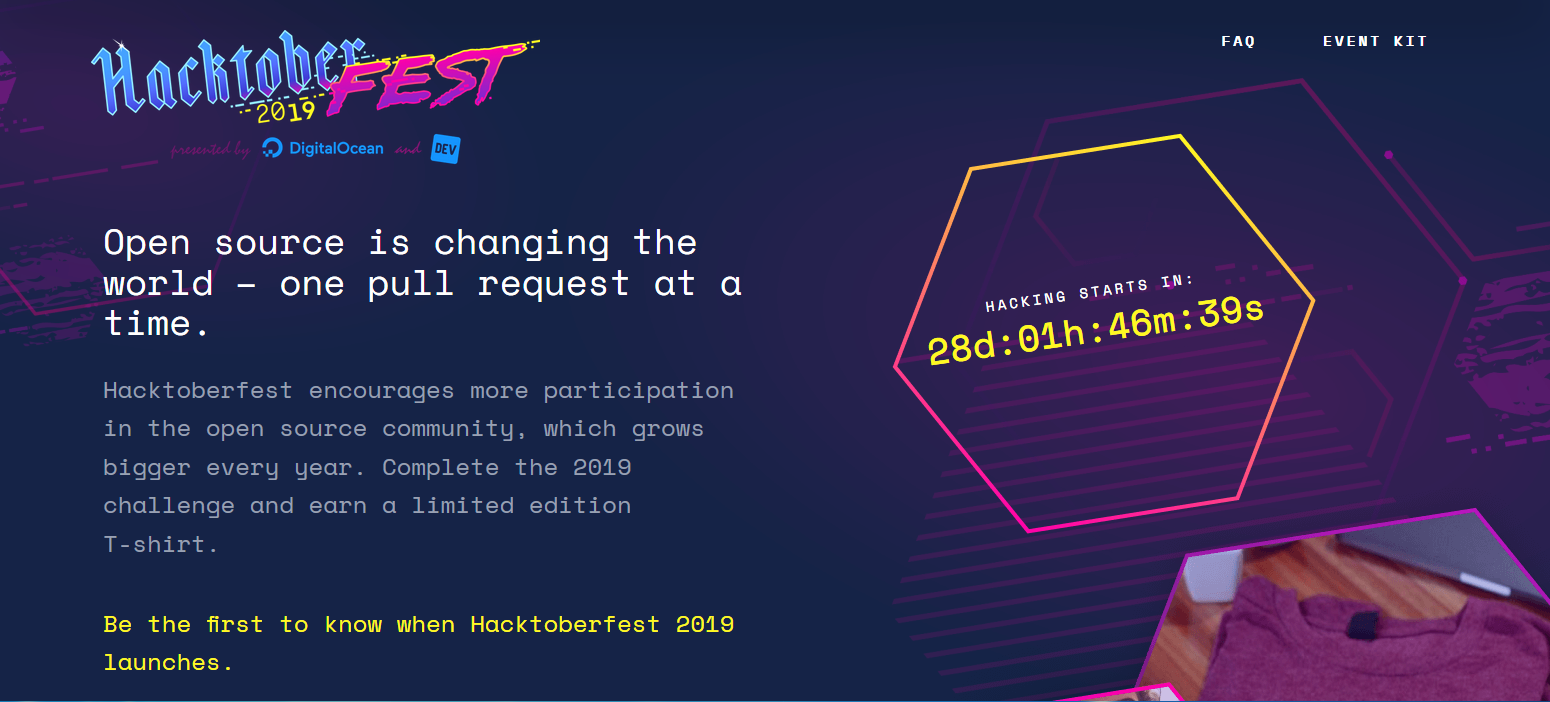 Hacktober FEST
2019
presented by DigitalOcean and DEV
FAQ EVENT KIT
Open source is changing the
world – one pull request at a
time.
Hacktoberfest encourages more participation
in the open source community, which grows
bigger every year. Complete the 2019
challenge and earn a limited edition
T-shirt.
Be the first to know when Hacktoberfest 2019
launches.
HACKING STARTS IN:
28d:01h:46m:39s